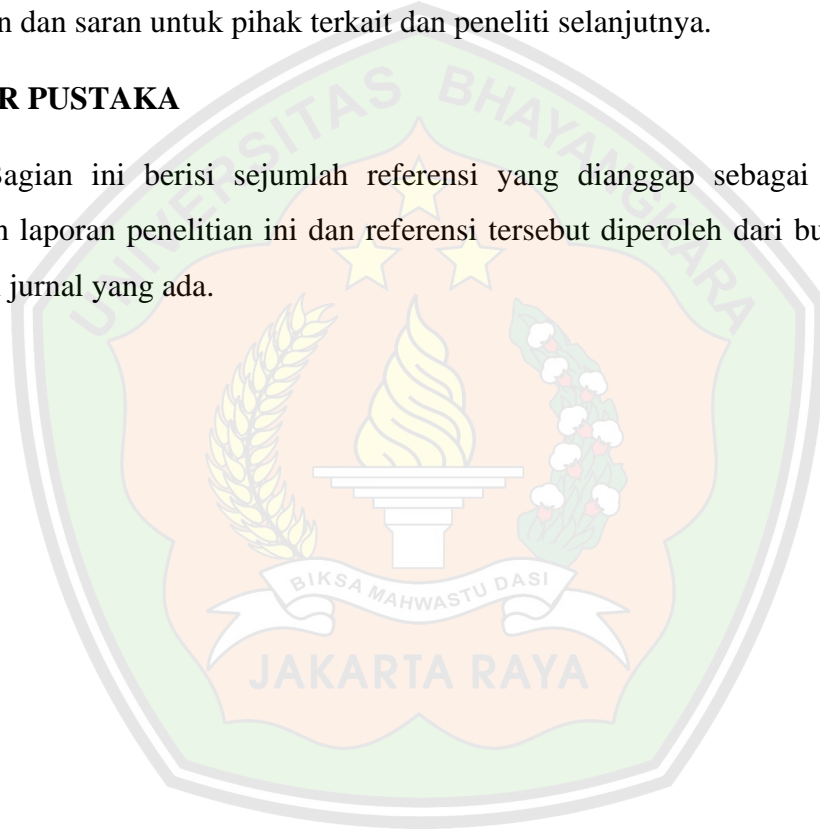 n dan saran untuk pihak terkait dan peneliti selanjutnya.
R PUSTAKA
Bagian ini berisi sejumlah referensi yang dianggap sebagai
n laporan penelitian ini dan referensi tersebut diperoleh dari bu
jurnal yang ada.
UNIVERSITAS BHAYANGKARA
BIKSA MAHWASTU DASI
JAKARTA RAYA